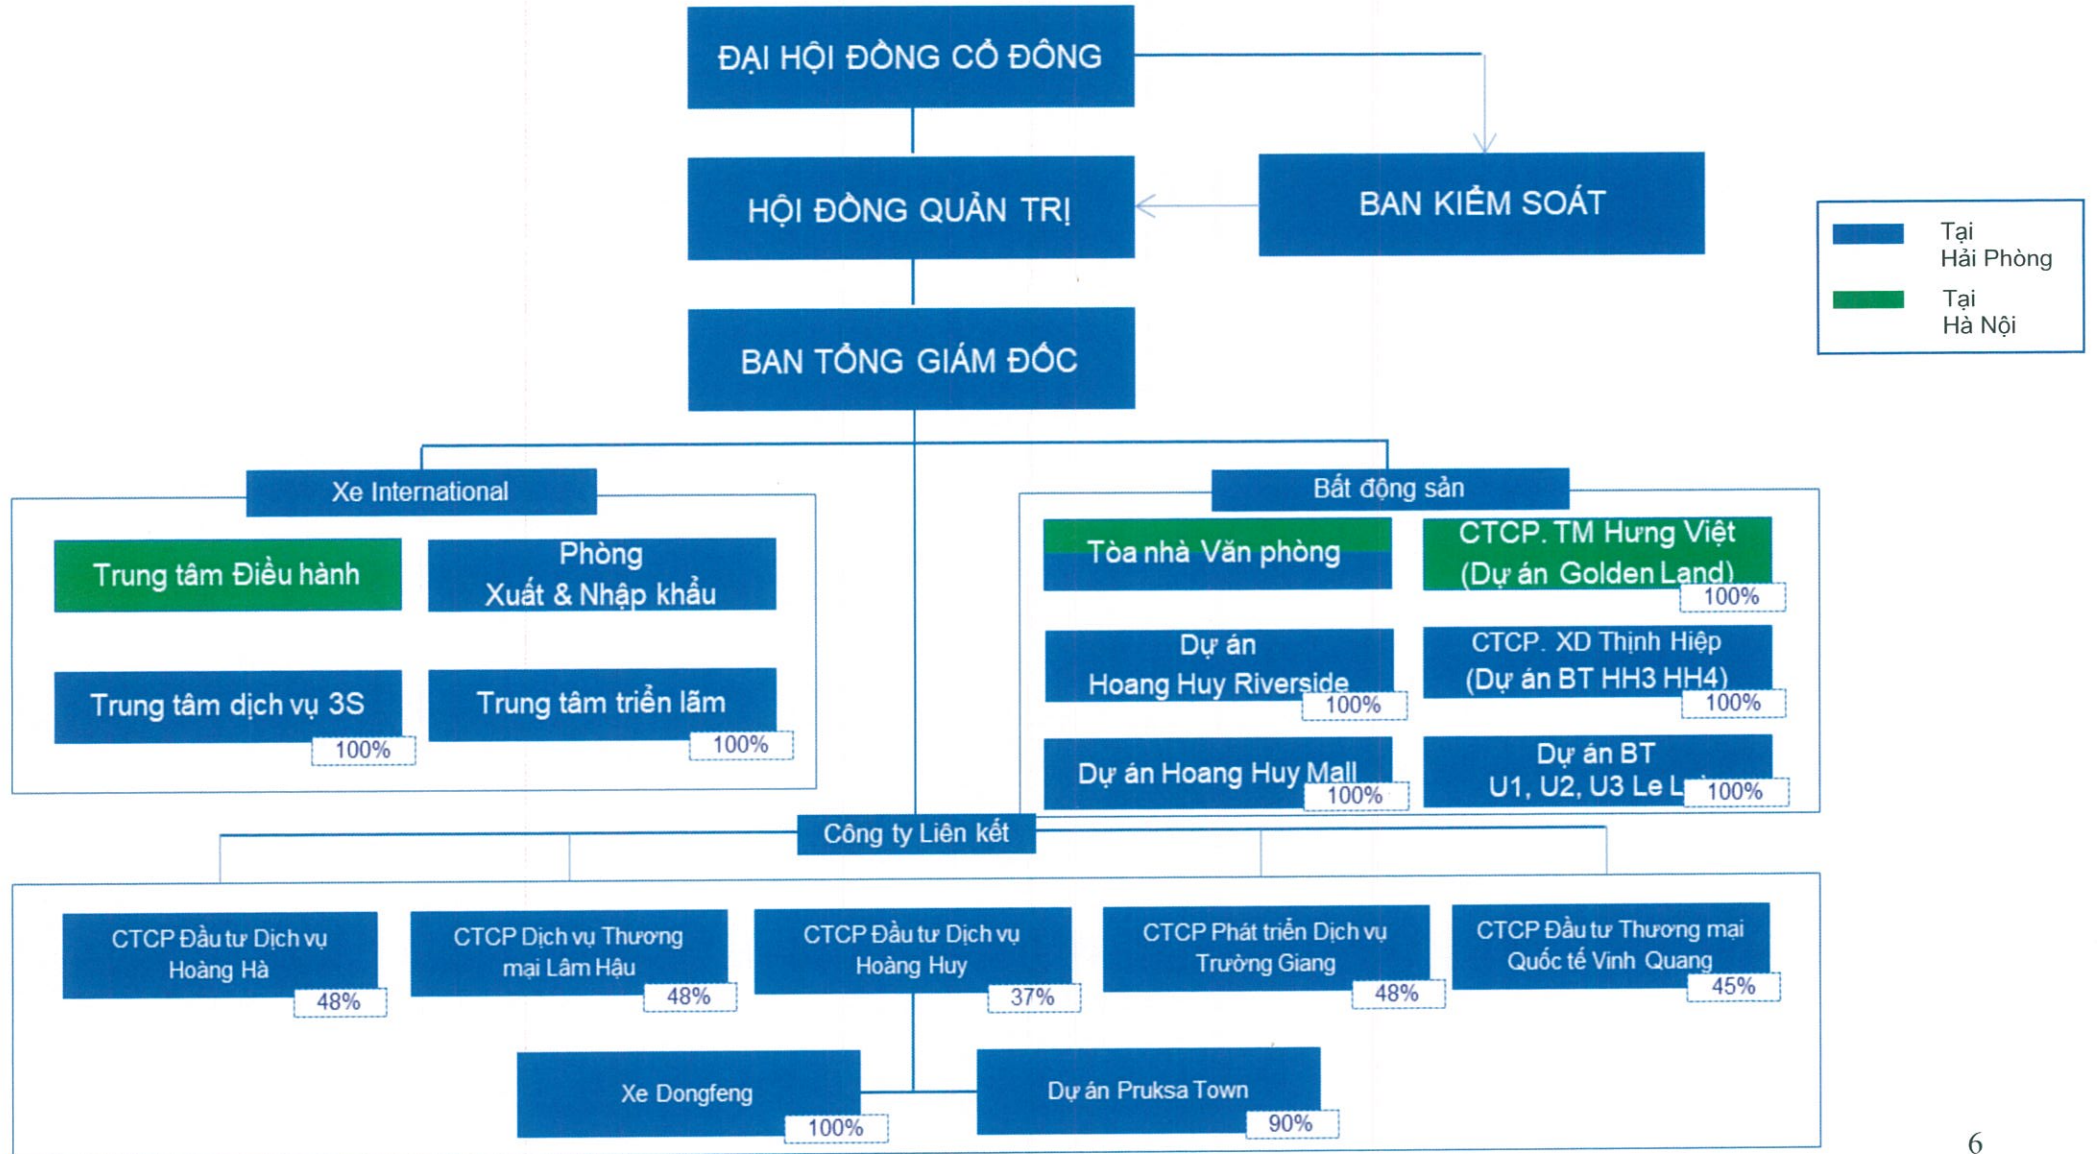 ĐẠI HỘI ĐỒNG CỔ ĐÔNG
HỘI ĐỒNG QUẢN TRỊ
BAN KIỂM SOÁT
Tại
Hải Phòng
Tại
Hà Nội
BAN TỔNG GIÁM ĐỐC
Xe International
Trung tâm Điều hành
Phòng
Xuất & Nhập khẩu
Trung tâm dịch vụ 3S
100%
Trung tâm triển lãm
100%
Bất động sản
Tòa nhà Văn phòng
CTCP. TM Hưng Việt
(Dự án Golden Land)
100%
Dự án
Hoang Huy Riverside
100%
CTCP. XD Thịnh Hiệp
(Dự án BT HH3 HH4)
100%
Dự án Hoang Huy Mall
100%
Dự án BT
U1, U2, U3 Le
100%
Công ty Liên kết
CTCP Đầu tư Dịch vụ
Hoàng Hà
48%
CTCP Dịch vụ Thương
mại Lâm Hậu
48%
CTCP Đầu tư Dịch vụ
Hoàng Huy
37%
CTCP Phát triển Dịch vụ
Trường Giang
48%
CTCP Đầu tư Thương mại
Quốc tế Vinh Quang
45%
Xe Dongfeng
100%
Dự án Pruksa Town
90%
6